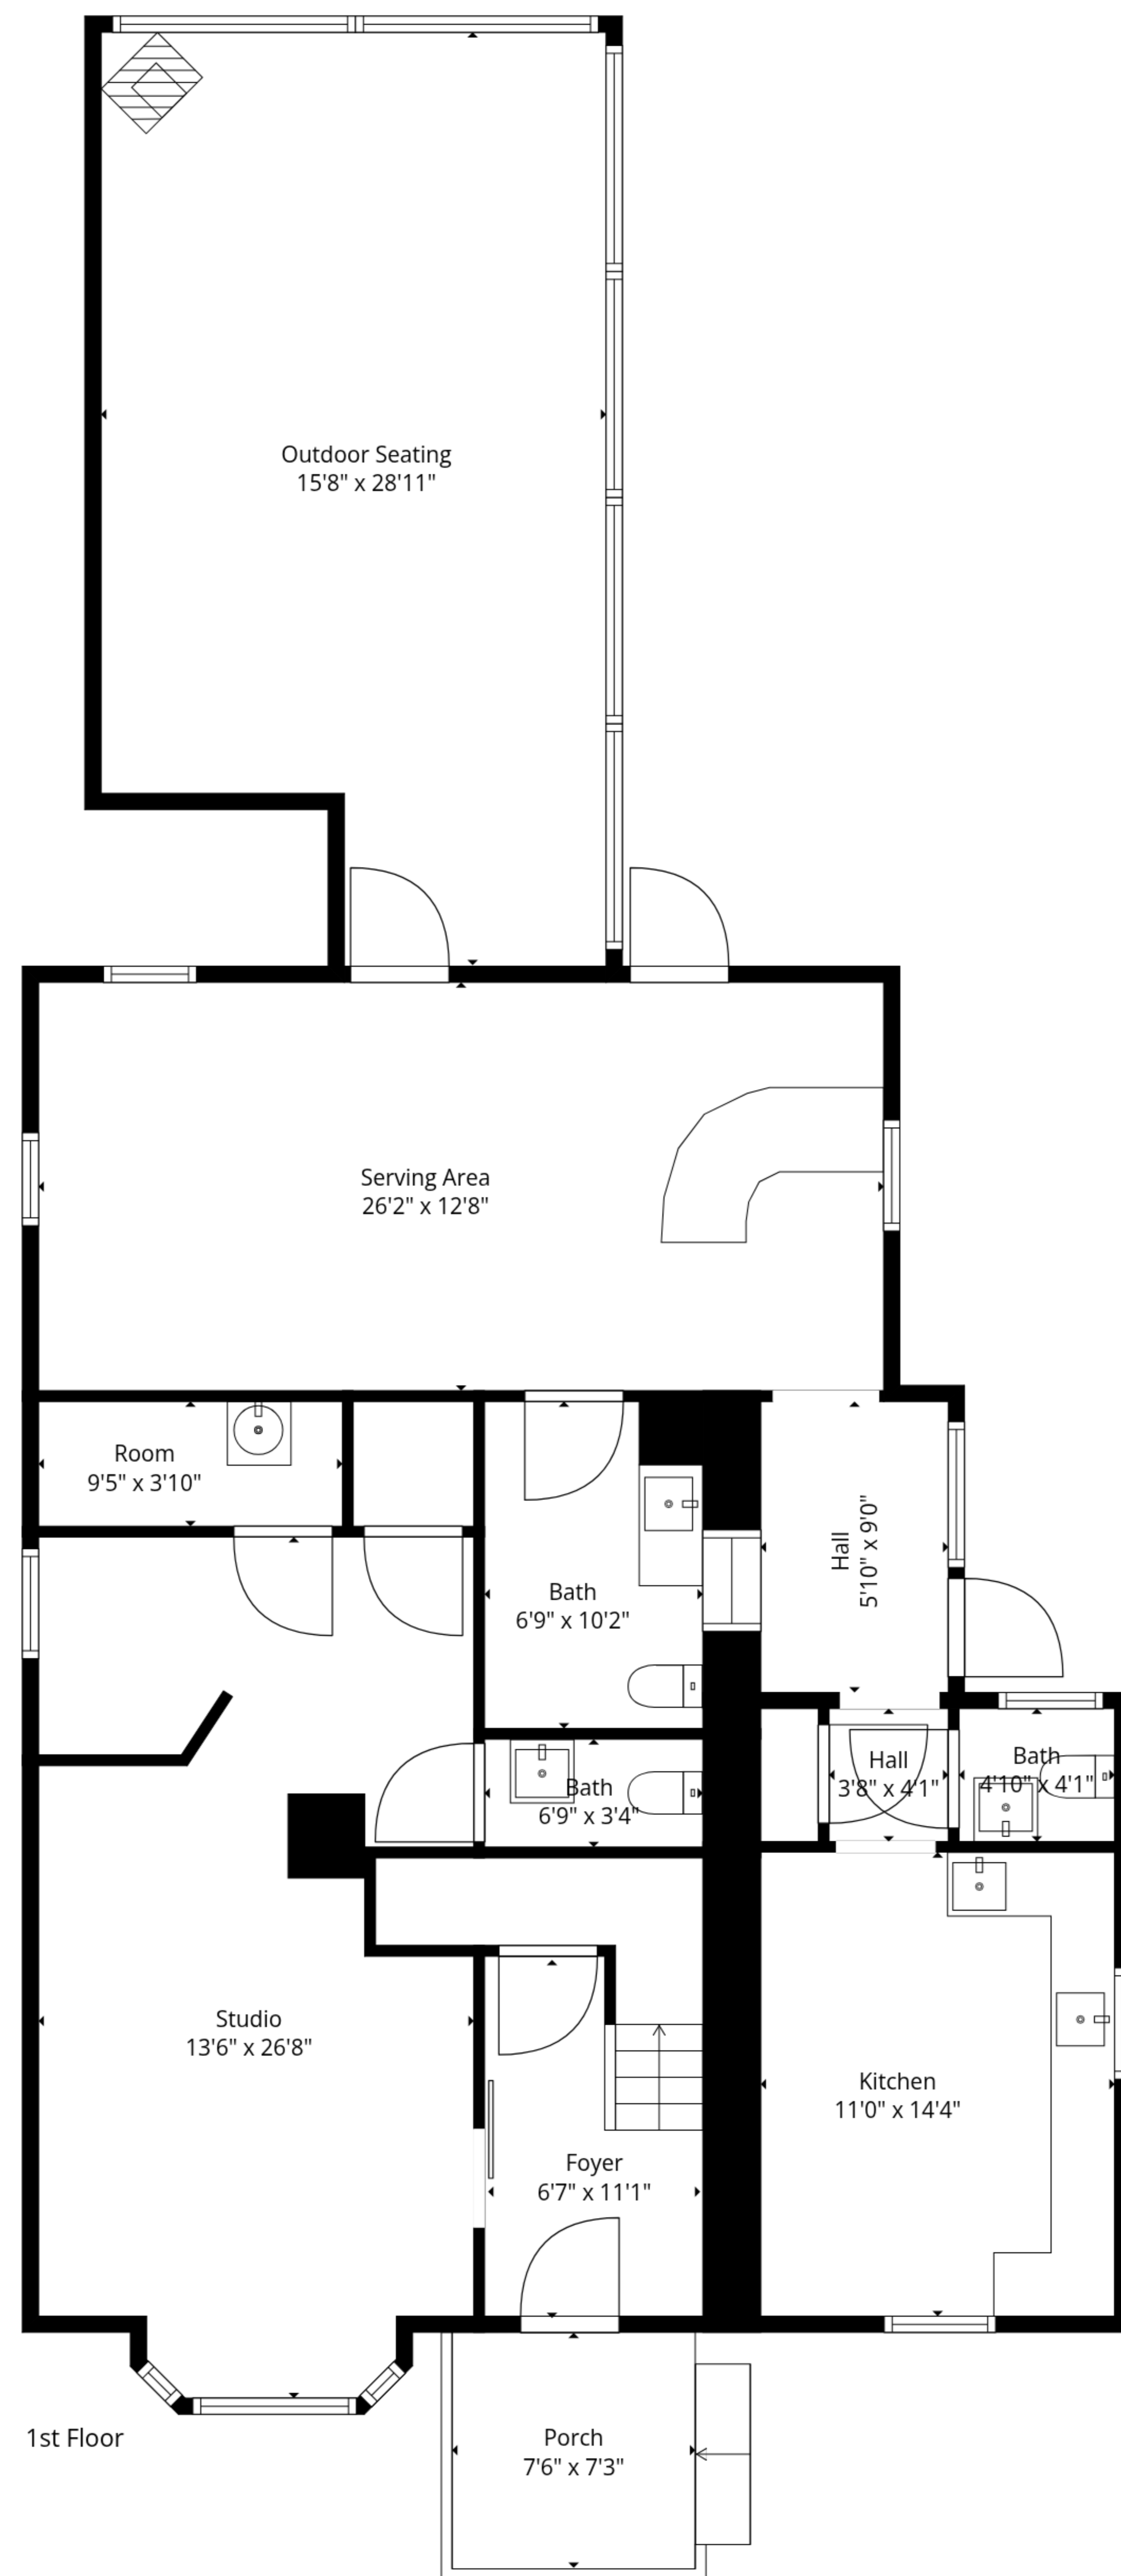 Outdoor Seating
15'8" x 28'11"
Serving Area
26'2" x 12'8"
Room
9'5" x 3'10"
Hall
5'10" x 9'0"
Bath
6'9" x 10'2"
Hall
3'8" x 4'1"
Bath
4'10" x 4'1"
Bath
6'9" x 3'4"
Studio
13'6" x 26'8"
Kitchen
11'0" x 14'4"
Foyer
6'7" x 11'1"
1st Floor
Porch
7'6" x 7'3"